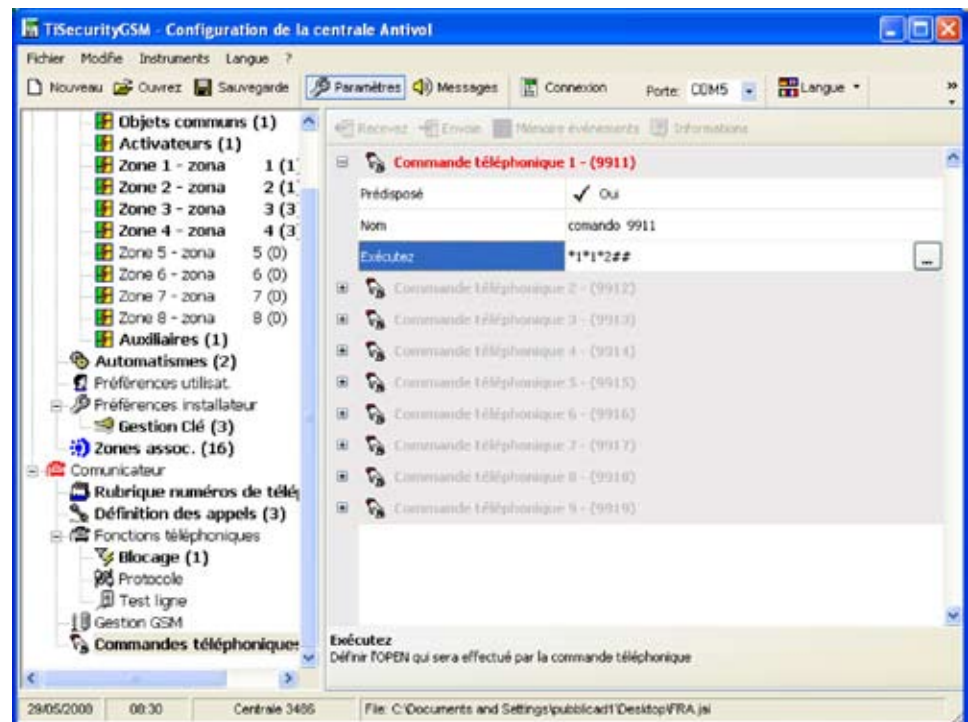 TiSecurityGSM - Configuration de la centrale Antivol
Fichier Modifie Instruments Langue ?
Nouveau Ouvrez Sauvegarde Paramètres Messages Connexion Porte: COM5 Langue »
Recevez Envoie Mémoire événements Informations
Objets communs (1)
Activateurs (1)
Zone 1 - zona 1 (1
Zone 2 - zona 2 (1
Zone 3 - zona 3 (3
Zone 4 - zona 4 (3
Zone 5 - zona 5 (0)
Zone 6 - zona 6 (0)
Zone 7 - zona 7 (0)
Zone 8 - zona 8 (0)
Auxiliaires (1)
Automatismes (2)
Préférences utilisat.
Préférences installateur
Gestion Clé (3)
Zones assoc. (16)
Comunicateur
Rubrique numéros de télép
Définition des appels (3)
Fonctions téléphoniques
Blocage (1)
Protocole
Test ligne
Gestion GSM
Commandes téléphoniques
Commande téléphonique 1 - (9911)
Prédisposé Oui
Nom comando 9911
Exécutez *1*1*2## ...
Commande téléphonique 2 - (9912)
Commande téléphonique 3 - (9913)
Commande téléphonique 4 - (9914)
Commande téléphonique 5 - (9915)
Commande téléphonique 6 - (9916)
Commande téléphonique 7 - (9917)
Commande téléphonique 8 - (9918)
Commande téléphonique 9 - (9919)
Exécutez
Définir l'OPEN qui sera effectué par la commande téléphonique
29/05/2008 08:30 Centrale 3486 File: C:\Documents and Settings\pubblicad1\Desktop\FRA.jsi